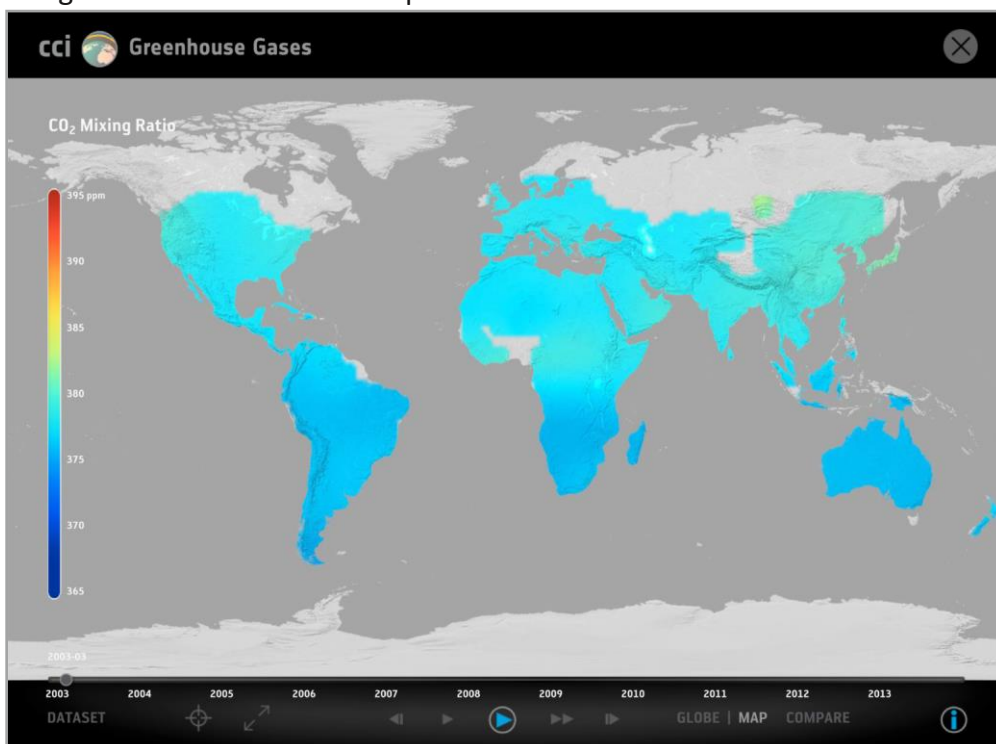 cci Greenhouse Gases
CO₂ Mixing Ratio
395 ppm
390
385
380
375
370
365
2003-03
2003 2004 2005 2006 2007 2008 2009 2010 2011 2012 2013
DATASET GLOBE | MAP COMPARE i